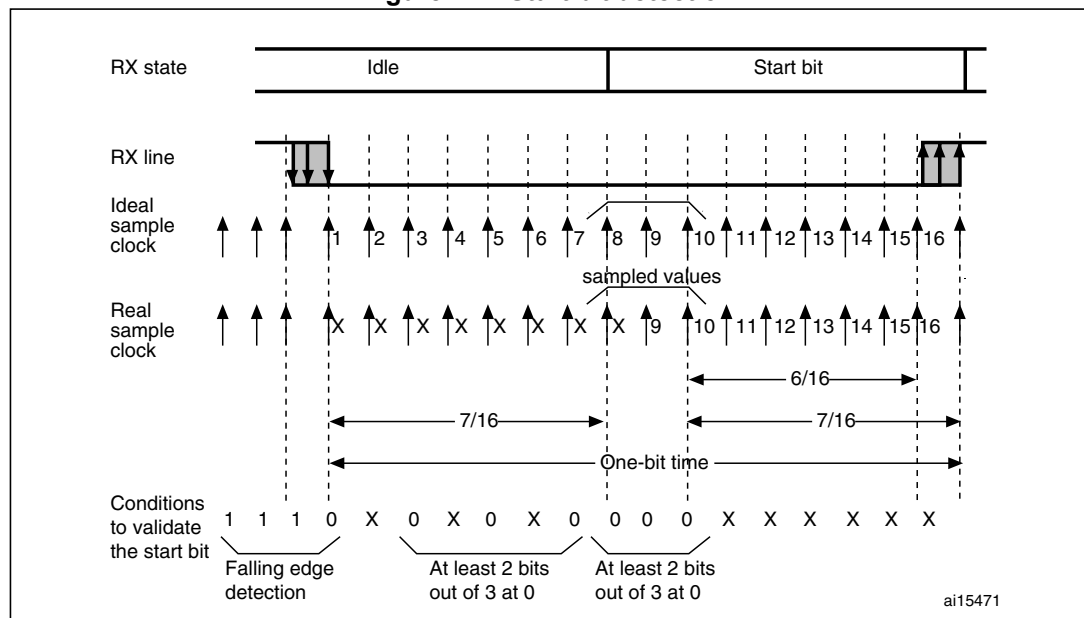 RX state Idle Start bit
RX line
Ideal sample clock 1 2 3 4 5 6 7 8 9 10 11 12 13 14 15 16
sampled values
Real sample clock X X X X X X X X 9 10 11 12 13 14 15 16
6/16
7/16 7/16
One-bit time
Conditions to validate the start bit 1 1 1 0 X 0 X 0 X 0 0 0 0 X X X X X X
Falling edge detection
At least 2 bits out of 3 at 0
At least 2 bits out of 3 at 0
ai15471